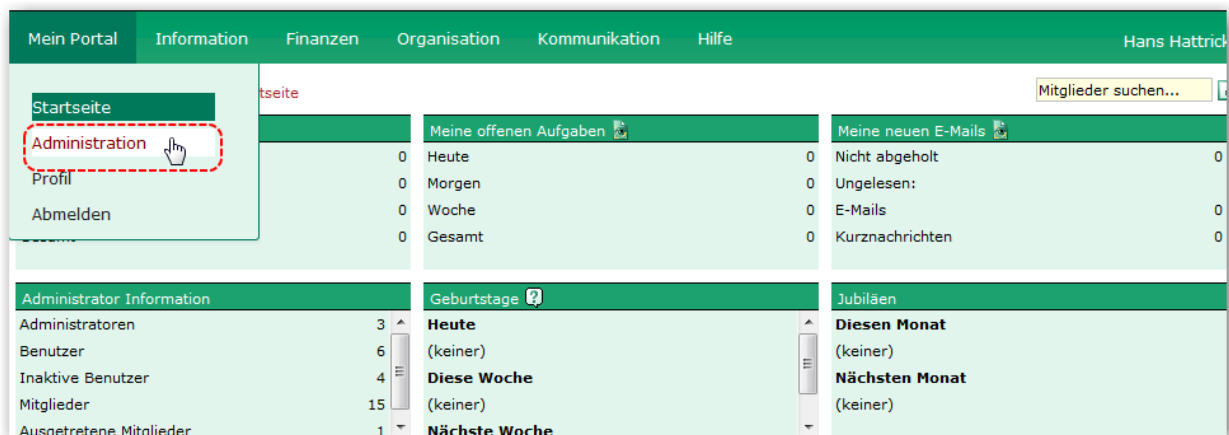 Mein Portal Information Finanzen Organisation Kommunikation Hilfe Hans Hattrick
Startseite
Administration
Profil
Abmelden
tseite
Mitglieder suchen...
0
0
0
0
Meine offenen Aufgaben
Heute 0
Morgen 0
Woche 0
Gesamt 0
Meine neuen E-Mails
Nicht abgeholt 0
Ungelesen:
E-Mails 0
Kurznachrichten 0
Administrator Information
Administratoren 3
Benutzer 6
Inaktive Benutzer 4
Mitglieder 15
Ausgetretene Mitglieder 1
Geburtstage ?
Heute
(keiner)
Diese Woche
(keiner)
Nächste Woche
Jubiläen
Diesen Monat
(keiner)
Nächsten Monat
(keiner)